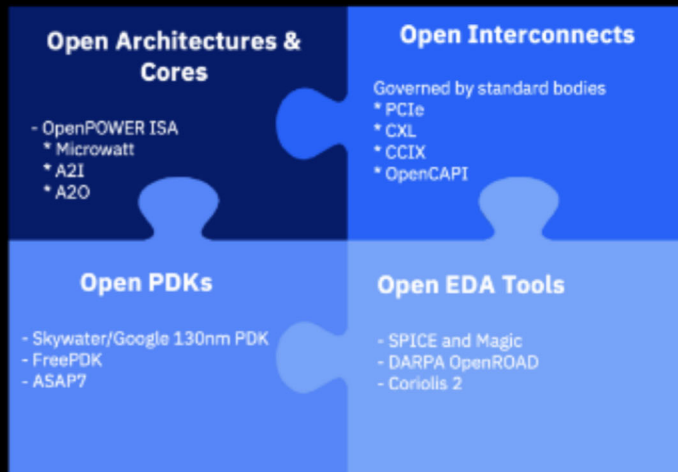 Open Architectures &
Cores
- OpenPOWER ISA
* Microwatt
* A2I
* A2O
Open Interconnects
Governed by standard bodies
* PCIe
* CXL
* CCIX
* OpenCAPI
Open PDKs
- Skywater/Google 130nm PDK
- FreePDK
- ASAP7
Open EDA Tools
- SPICE and Magic
- DARPA OpenROAD
- Coriolis 2